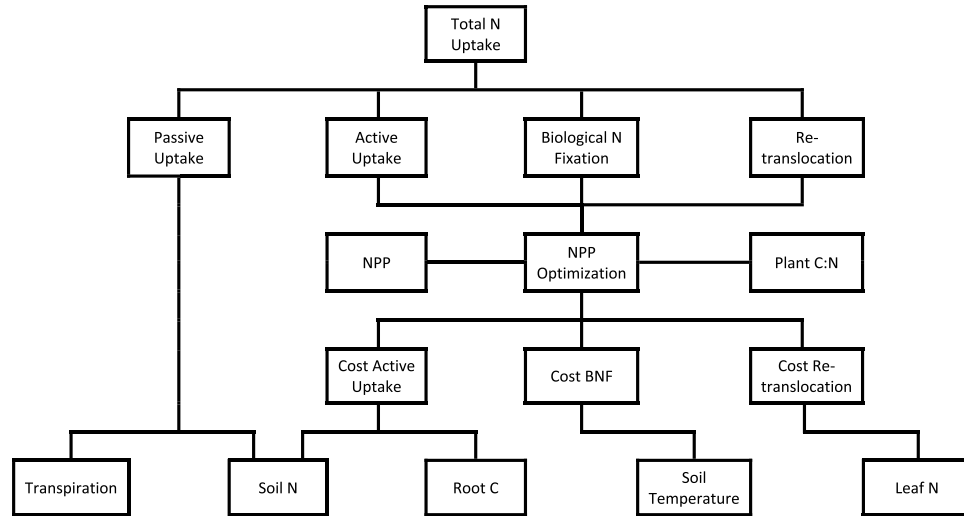 Total N
Uptake
Passive
Uptake
Active
Uptake
Biological N
Fixation
Re-
translocation
NPP
NPP
Optimization
Plant C:N
Cost Active
Uptake
Cost BNF
Cost Re-
translocation
Transpiration
Soil N
Root C
Soil
Temperature
Leaf N